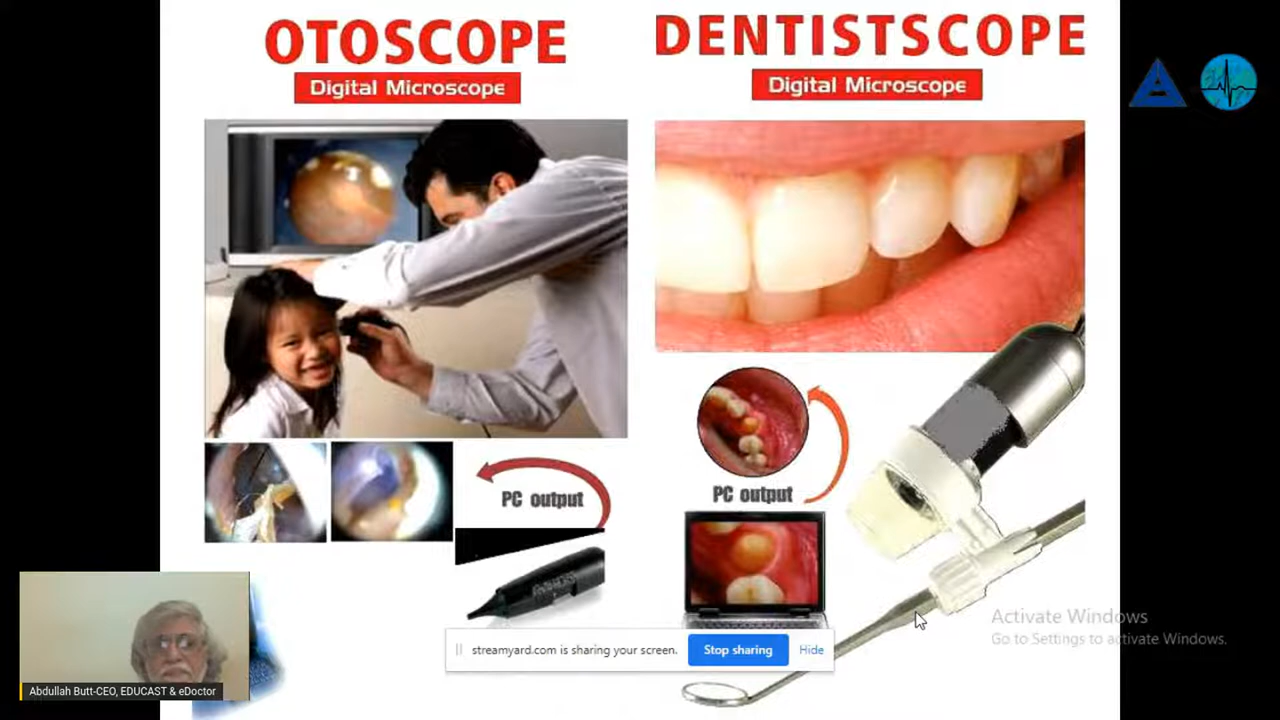 OTOSCOPE
Digital Microscope
DENTISTSCOPE
Digital Microscope
PC output
PC output
Activate Windows
Go to Settings to activate Windows.
streamyard.com is sharing your screen.
Stop sharing
Hide
Abdullah Butt-CEO, EDUCAST & eDoctor